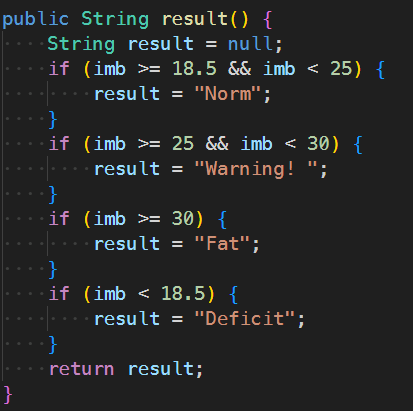 public String result() {
    String result = null;
    if (imb >= 18.5 && imb < 25) {
        result = "Norm";
    }
    if (imb >= 25 && imb < 30) {
        result = "Warning! ";
    }
    if (imb >= 30) {
        result = "Fat";
    }
    if (imb < 18.5) {
        result = "Deficit";
    }
    return result;
}